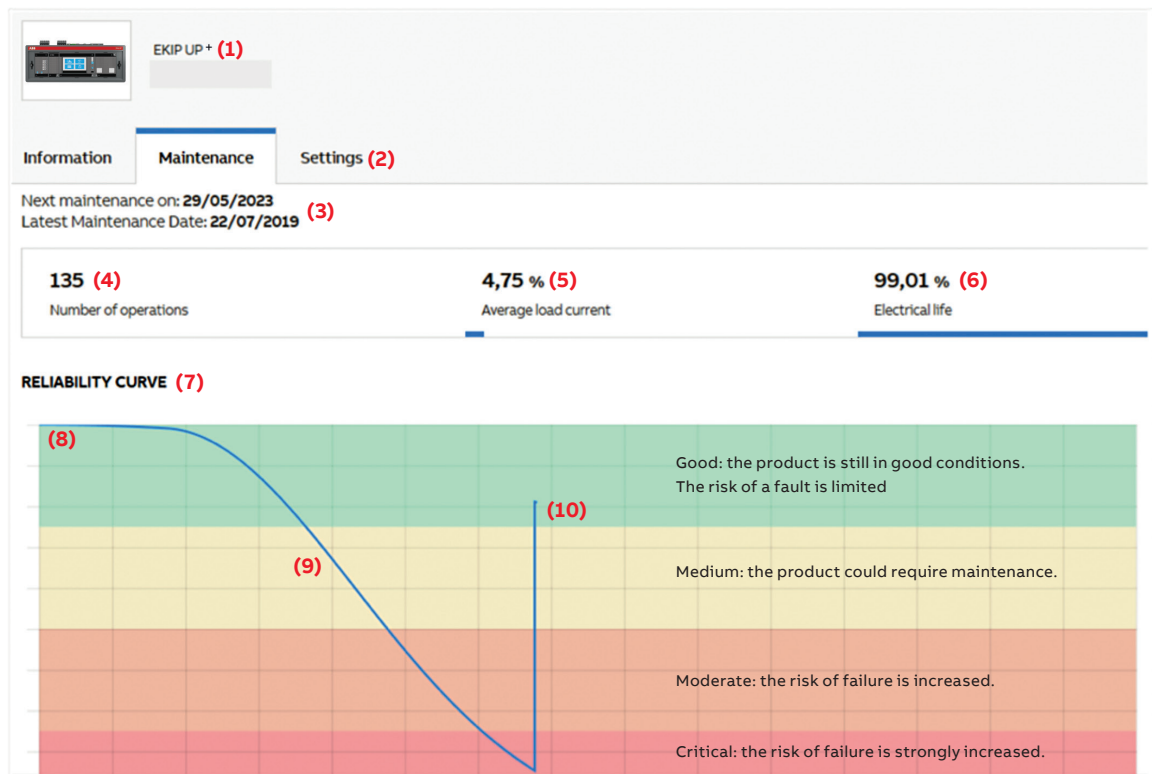 EKIP UP + (1)
Information
Maintenance
Settings (2)
Next maintenance on: 29/05/2023
Latest Maintenance Date: 22/07/2019 (3)
135 (4)
Number of operations
4,75 % (5)
Average load current
99,01 % (6)
Electrical life
RELIABILITY CURVE (7)
(8)
Good: the product is still in good conditions.
The risk of a fault is limited
(10)
(9)
Medium: the product could require maintenance.
Moderate: the risk of failure is increased.
Critical: the risk of failure is strongly increased.